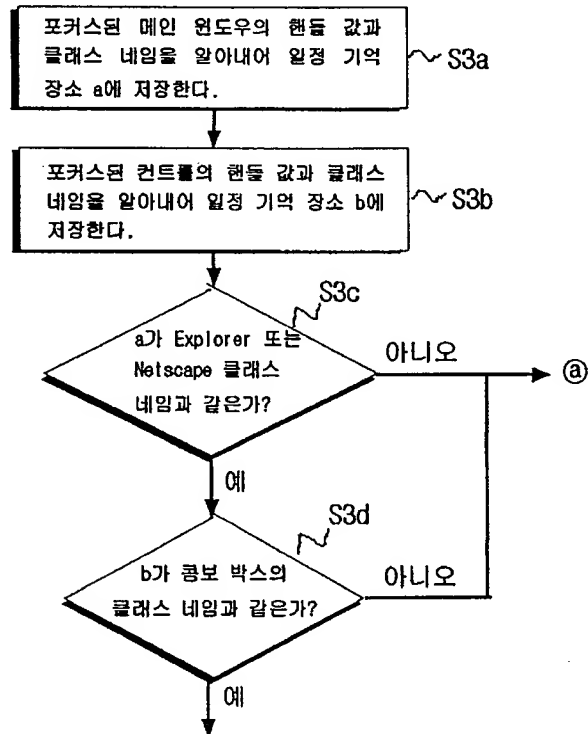 포커스된 메인 윈도우의 핸들 값과
클래스 네임을 알아내어 일정 기억
장소 a에 저장한다.
S3a
포커스된 컨트롤의 핸들 값과 클래스
네임을 알아내어 일정 기억 장소 b에
저장한다.
S3b
S3c
a가 Explorer 또는
Netscape 클래스
네임과 같은가?
아니오
ⓐ
예
S3d
b가 콤보 박스의
클래스 네임과 같은가?
아니오
예